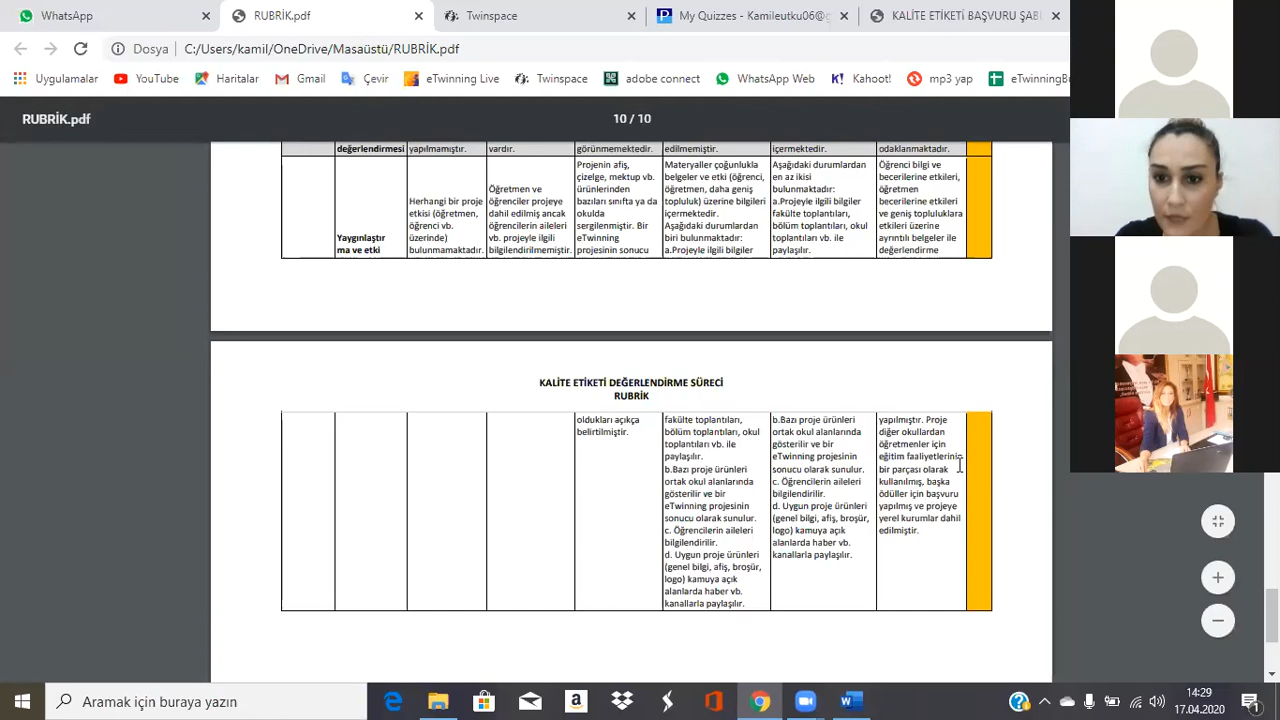 WhatsApp
RUBRİK.pdf
Twinspace
My Quizzes - Kamileutku06@g
KALİTE ETİKETİ BAŞVURU ŞABL
Dosya
C:/Users/kamil/OneDrive/Masaüstü/RUBRİK.pdf
Uygulamalar
YouTube
Haritalar
Gmail
Çevir
eTwinning Live
Twinspace
adobe connect
WhatsApp Web
K!
Kahoot!
mp3 yap
eTwinningB
RUBRİK.pdf
10 / 10
değerlendirmesi
yapılmamıştır.
vardır.
görünmemektedir.
edilmemiştir.
içermektedir.
odaklanmaktadır.
Yaygınlaştır
ma ve etki
Herhangi bir proje
etkisi (öğretmen,
öğrenci vb.
üzerinde)
bulunmamaktadır.
Öğretmen ve
öğrenciler projeye
dahil edilmiş ancak
öğrencilerin aileleri
vb. projeyle ilgili
bilgilendirilmemiştir.
Projenin afiş,
çizelge, mektup vb.
ürünlerinden
bazıları sınıfta ya da
okulda
sergilenmiştir. Bir
eTwinning
projesinin sonucu
Materyaller çoğunlukla
belgeler ve etki (öğrenci,
öğretmen, daha geniş
topluluk) üzerine bilgileri
içermektedir.
Aşağıdaki durumlardan
biri bulunmaktadır:
a.Projeyle ilgili bilgiler
Aşağıdaki durumlardan
en az ikisi
bulunmaktadır:
a.Projeyle ilgili bilgiler
fakülte toplantıları,
bölüm toplantıları, okul
toplantıları vb. ile
paylaşılır.
Öğrenci bilgi ve
becerilerine etkileri,
öğretmen
becerilerine etkileri
ve geniş topluluklara
etkileri üzerine
ayrıntılı belgeler ile
değerlendirme
KALİTE ETİKETİ DEĞERLENDİRME SÜRECİ
RUBRİK
oldukları açıkça
belirtilmiştir.
fakülte toplantıları,
bölüm toplantıları, okul
toplantıları vb. ile
paylaşılır.
b.Bazı proje ürünleri
ortak okul alanlarında
gösterilir ve bir
eTwinning projesinin
sonucu olarak sunulur.
c. Öğrencilerin aileleri
bilgilendirilir.
d. Uygun proje ürünleri
(genel bilgi, afiş, broşür,
logo) kamuya açık
alanlarda haber vb.
kanallarla paylaşılır.
b.Bazı proje ürünleri
ortak okul alanlarında
gösterilir ve bir
eTwinning projesinin
sonucu olarak sunulur.
c. Öğrencilerin aileleri
bilgilendirilir.
d. Uygun proje ürünleri
(genel bilgi, afiş, broşür,
logo) kamuya açık
alanlarda haber vb.
kanallarla paylaşılır.
yapılmıştır. Proje
diğer okullardan
öğretmenler için
eğitim faaliyetlerinin
bir parçası olarak
kullanılmış, başka
ödüller için başvuru
yapılmış ve projeye
yerel kurumlar dahil
edilmiştir.
Aramak için buraya yazın
14:29
17.04.2020